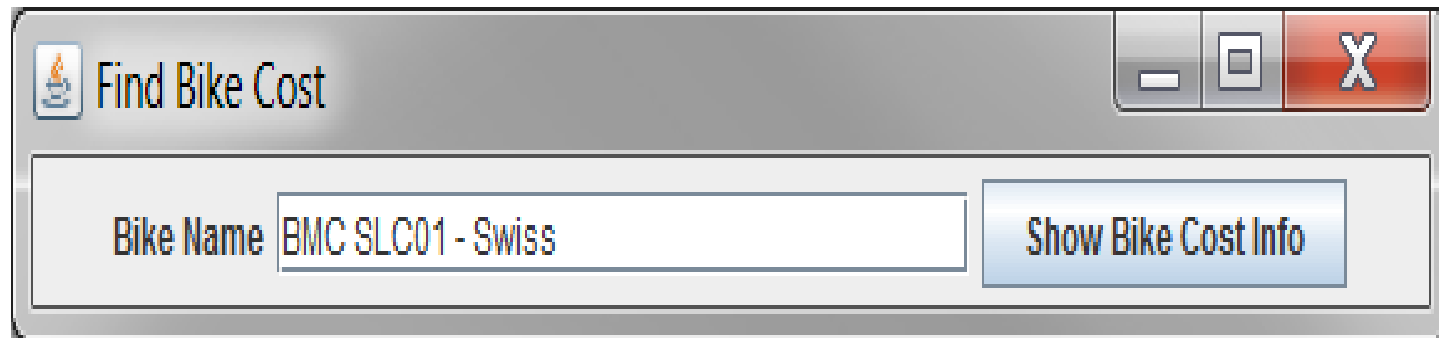 Find Bike Cost
Bike Name BMC SLC01 - Swiss Show Bike Cost Info